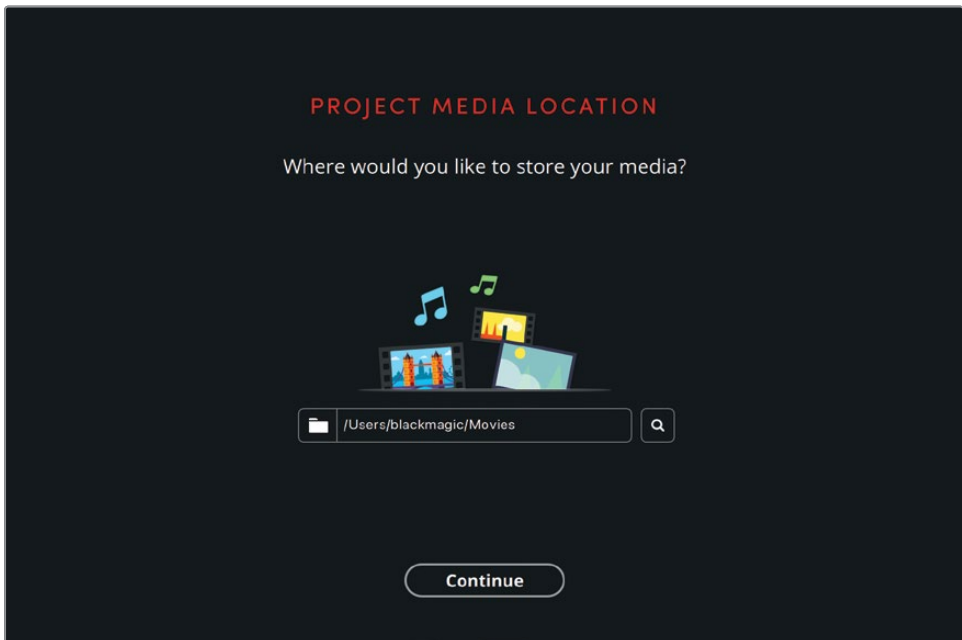 PROJECT MEDIA LOCATION
Where would you like to store your media?
/Users/blackmagic/Movies
Continue